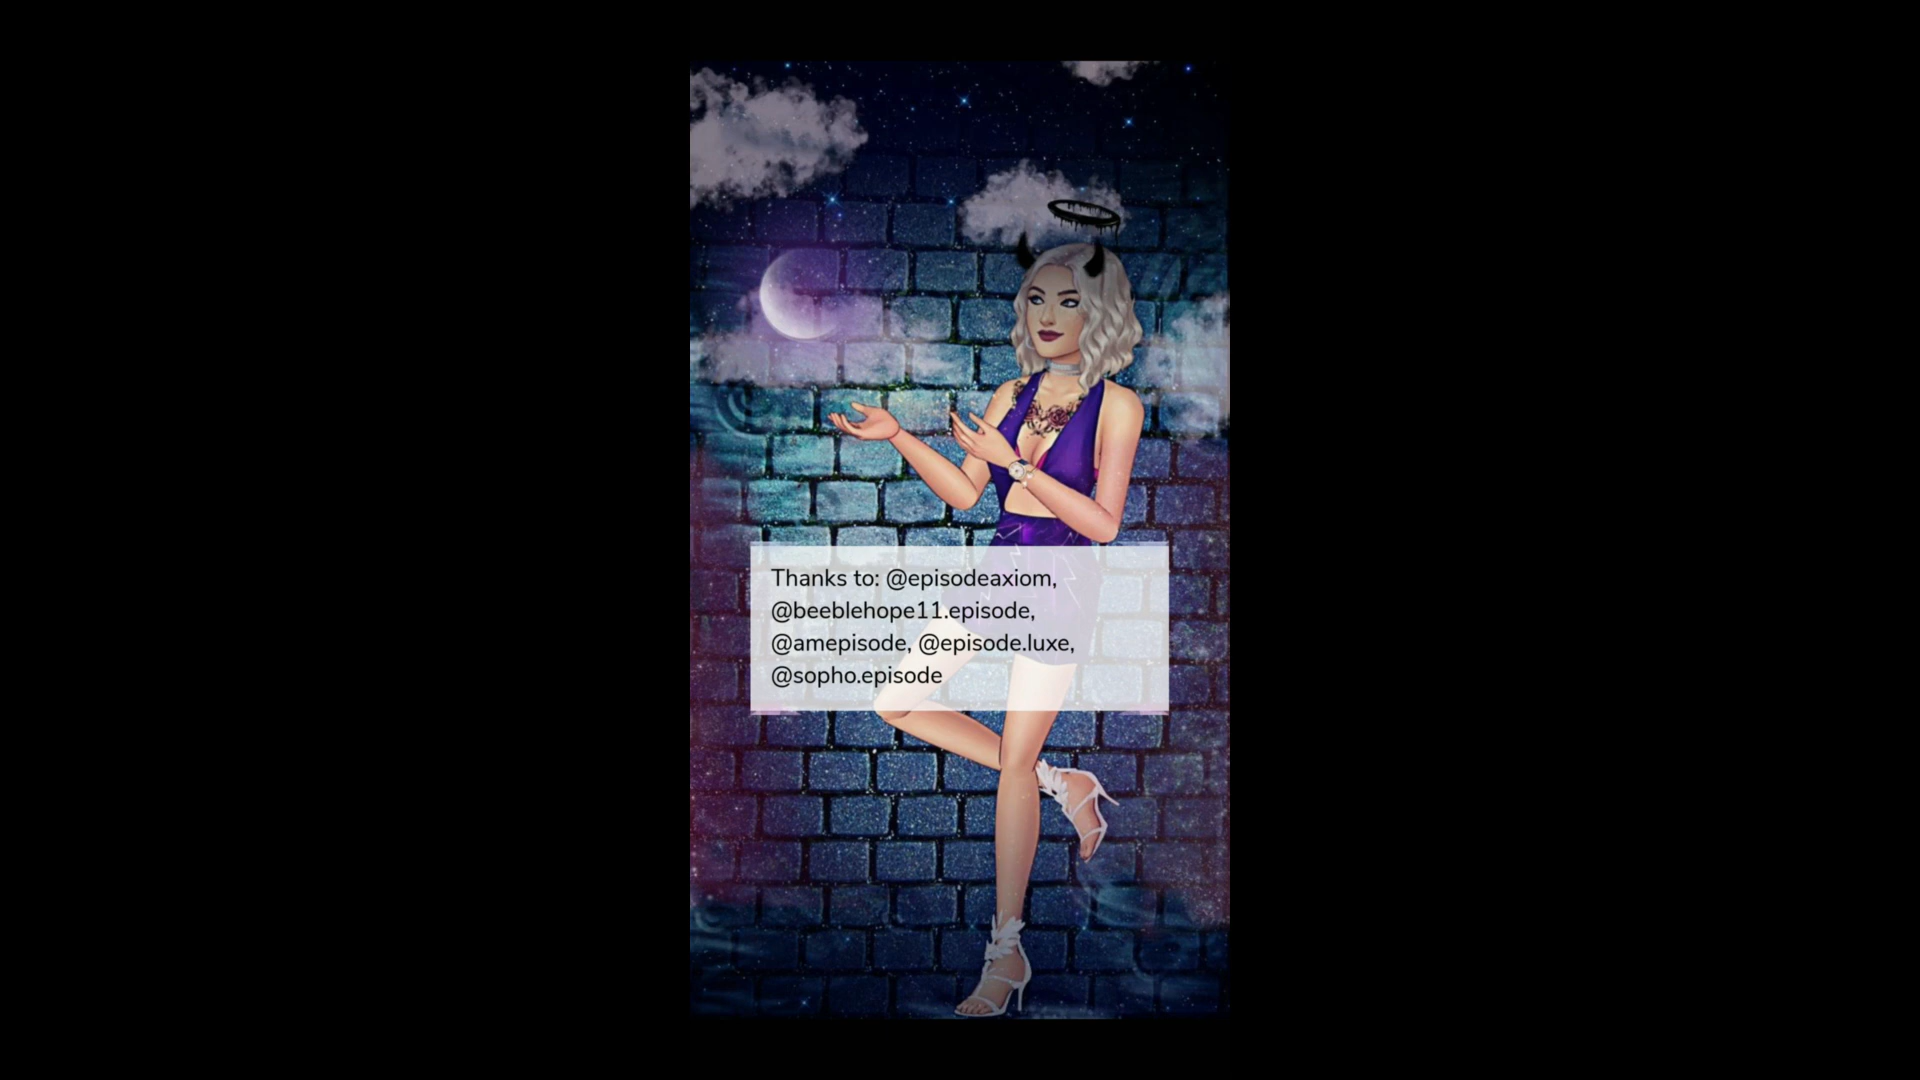 Thanks to: @episodeaxiom,
@beeblehope11.episode,
@amepisode, @episode.luxe,
@sopho.episode